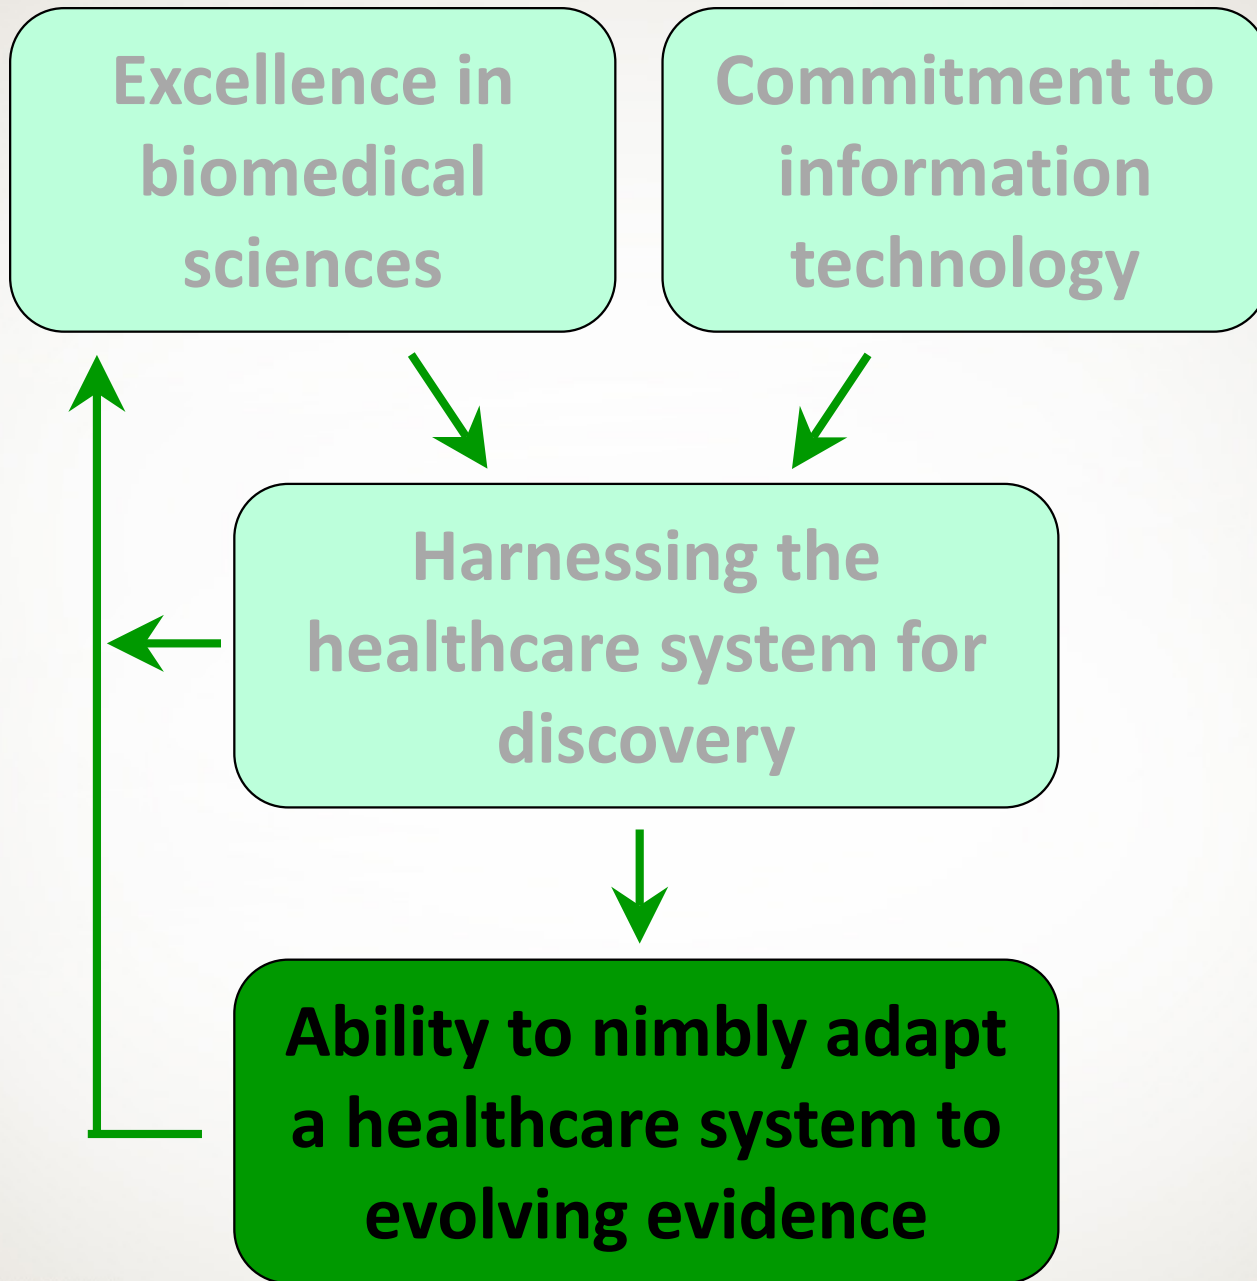 Excellence in
biomedical
sciences
Commitment to
information
technology
Harnessing the
healthcare system for
discovery
Ability to nimbly adapt
a healthcare system to
evolving evidence